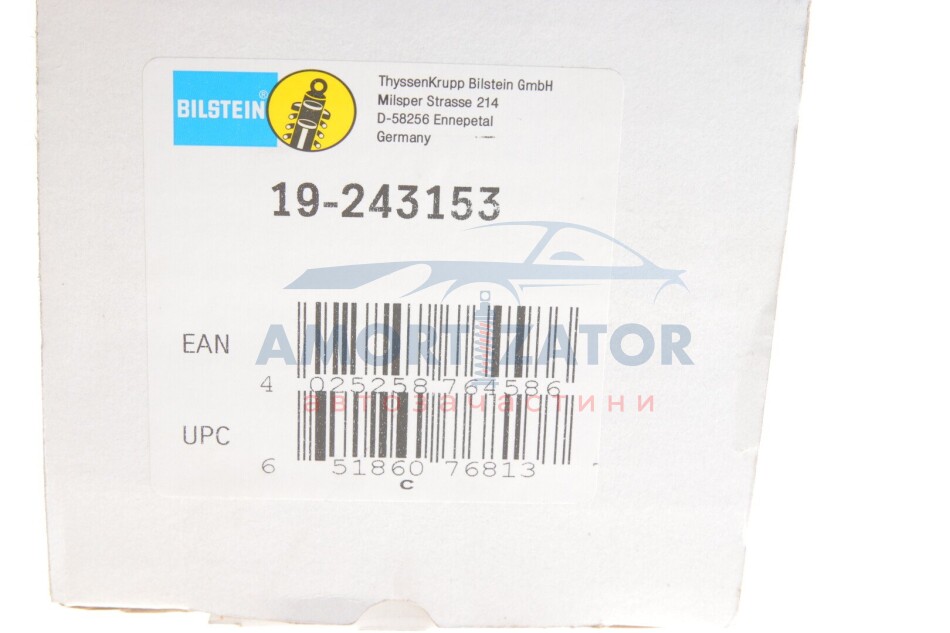 BILSTEIN®
ThyssenKrupp Bilstein GmbH
Milsper Strasse 214
D-58256 Ennepetal
Germany
19-243153
EAN
4 025258 764586
UPC
6 51860 76813
C
AMORTIZATOR
автозачастини